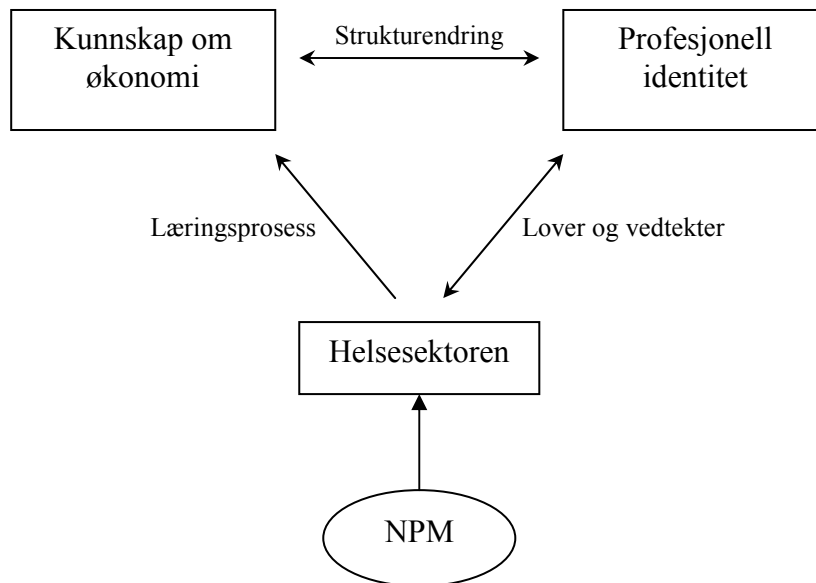 Kunnskap om
økonomi
Strukturendring
Profesjonell
identitet
Læringsprosess
Lover og vedtekter
Helsesektoren
NPM